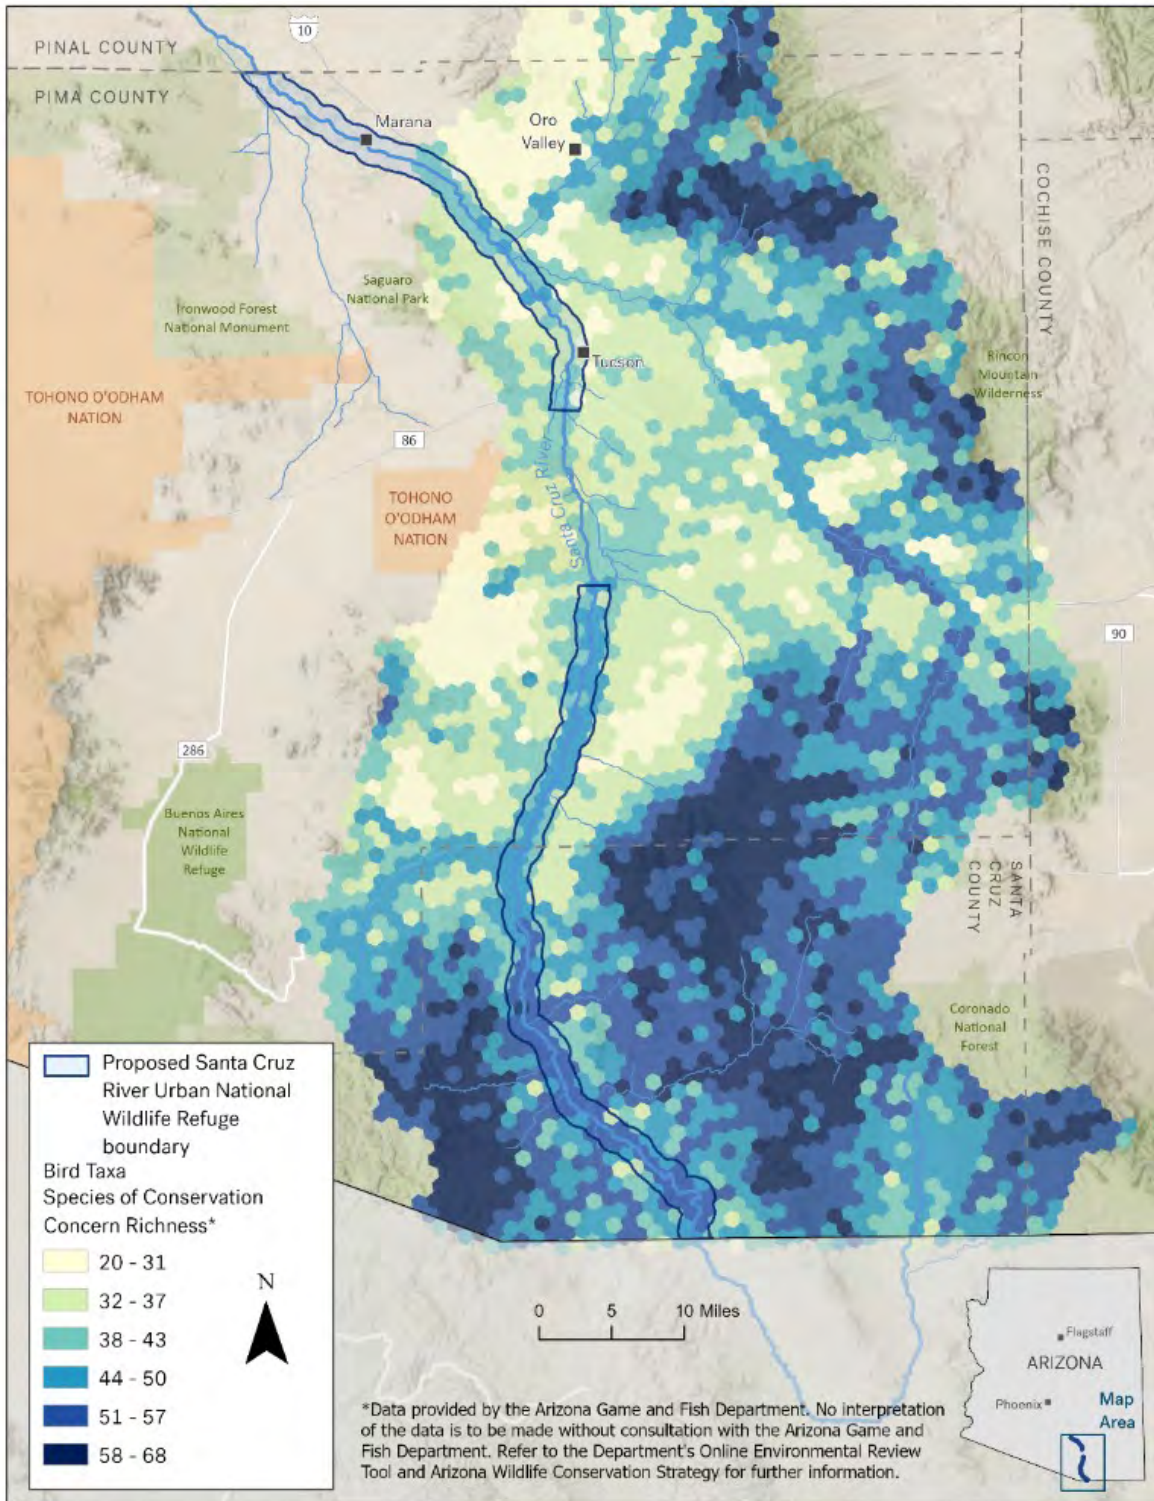 10
PINAL COUNTY
PIMA COUNTY
Marana
Oro
Valley
COCHISE COUNTY
Saguaro
National Park
Ironwood Forest
National Monument
Tucson
Rincon
Mountain
Wilderness
TOHONO O'ODHAM
NATION
86
Santa Cruz River
TOHONO
O'ODHAM
NATION
90
286
Buenos Aires
National
Wildlife
Refuge
SANTA
CRUZ
COUNTY
Coronado
National
Forest
Proposed Santa Cruz
River Urban National
Wildlife Refuge
boundary
Bird Taxa
Species of Conservation
Concern Richness*
20 - 31
32 - 37
38 - 43
44 - 50
51 - 57
58 - 68
N
0 5 10 Miles
Flagstaff
ARIZONA
Phoenix
Map
Area
*Data provided by the Arizona Game and Fish Department. No interpretation
of the data is to be made without consultation with the Arizona Game and
Fish Department. Refer to the Department's Online Environmental Review
Tool and Arizona Wildlife Conservation Strategy for further information.